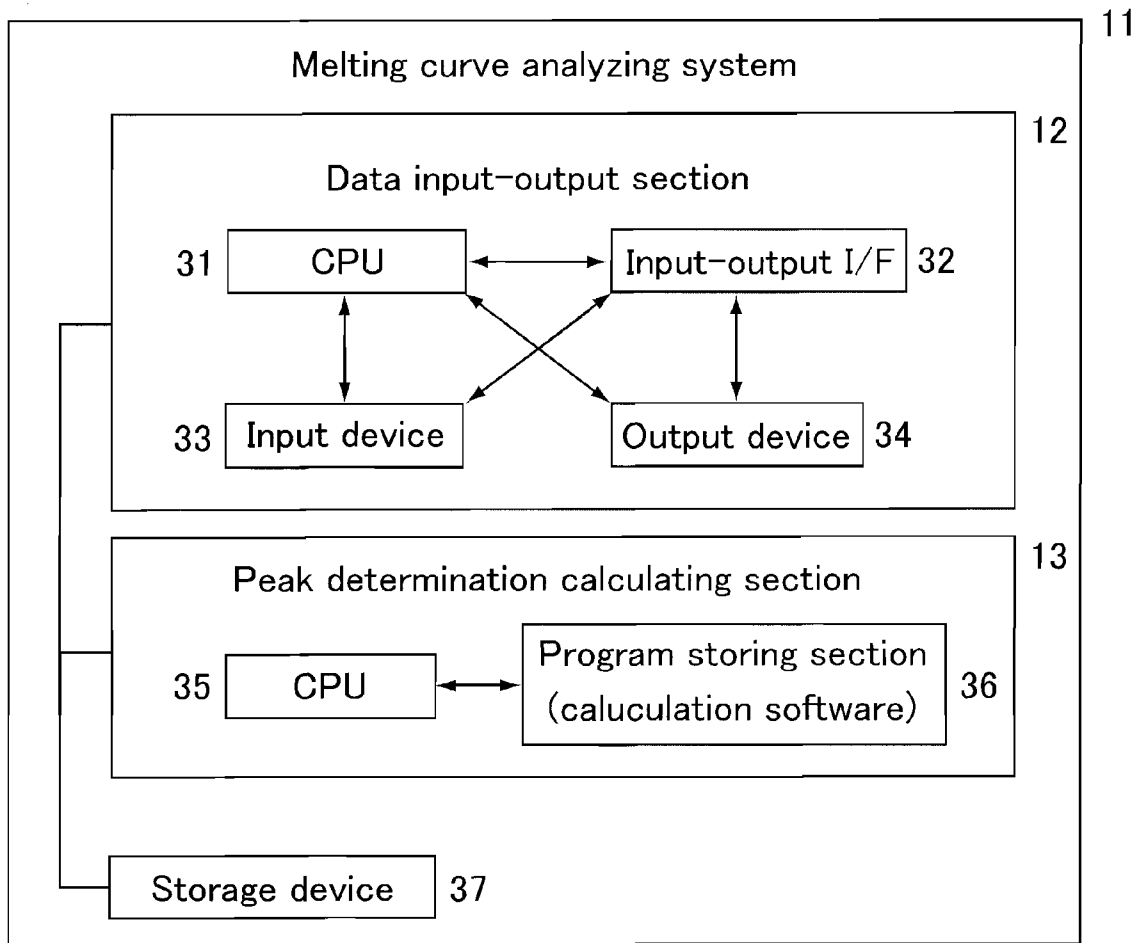 11
Melting curve analyzing system
12
Data input-output section
31
CPU
Input-output I/F
32
33
Input device
Output device
34
13
Peak determination calculating section
35
CPU
Program storing section
(caluculation software)
36
Storage device
37